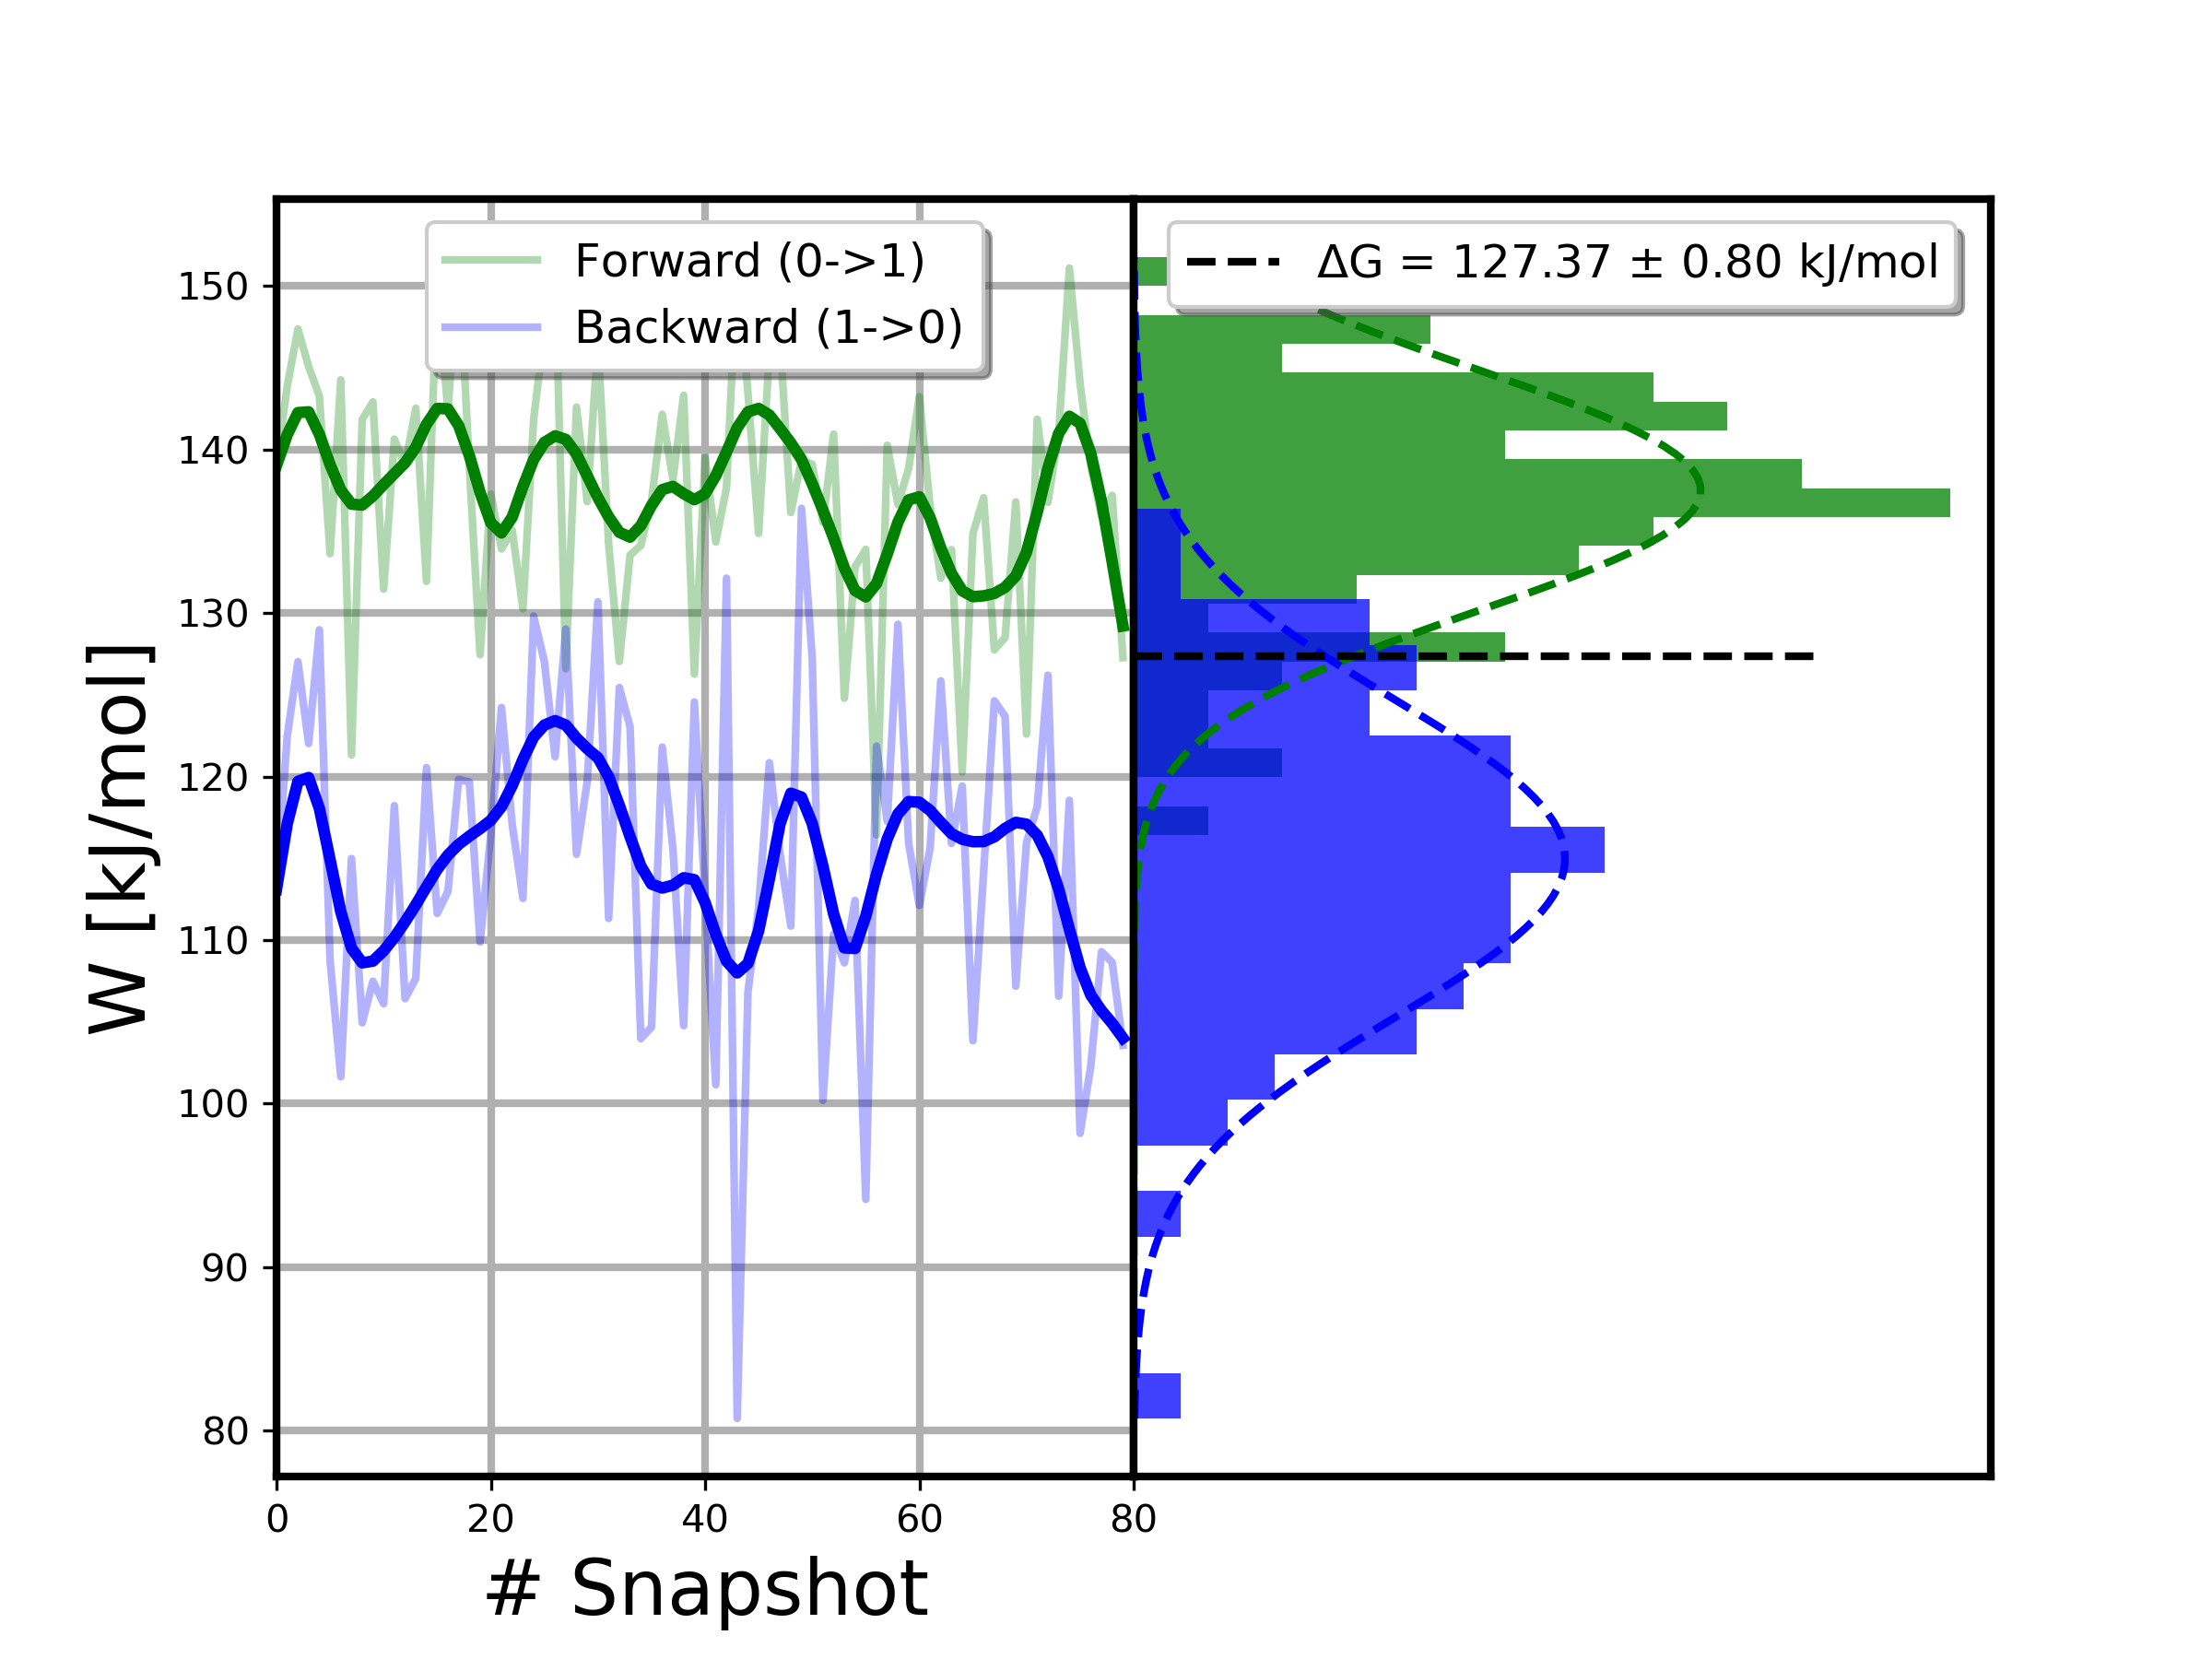 Forward (0->1)
Backward (1->0)
ΔG = 127.37 ± 0.80 kJ/mol
W [kJ/mol]
150
140
130
120
110
100
90
80
0 20 40 60 80
# Snapshot